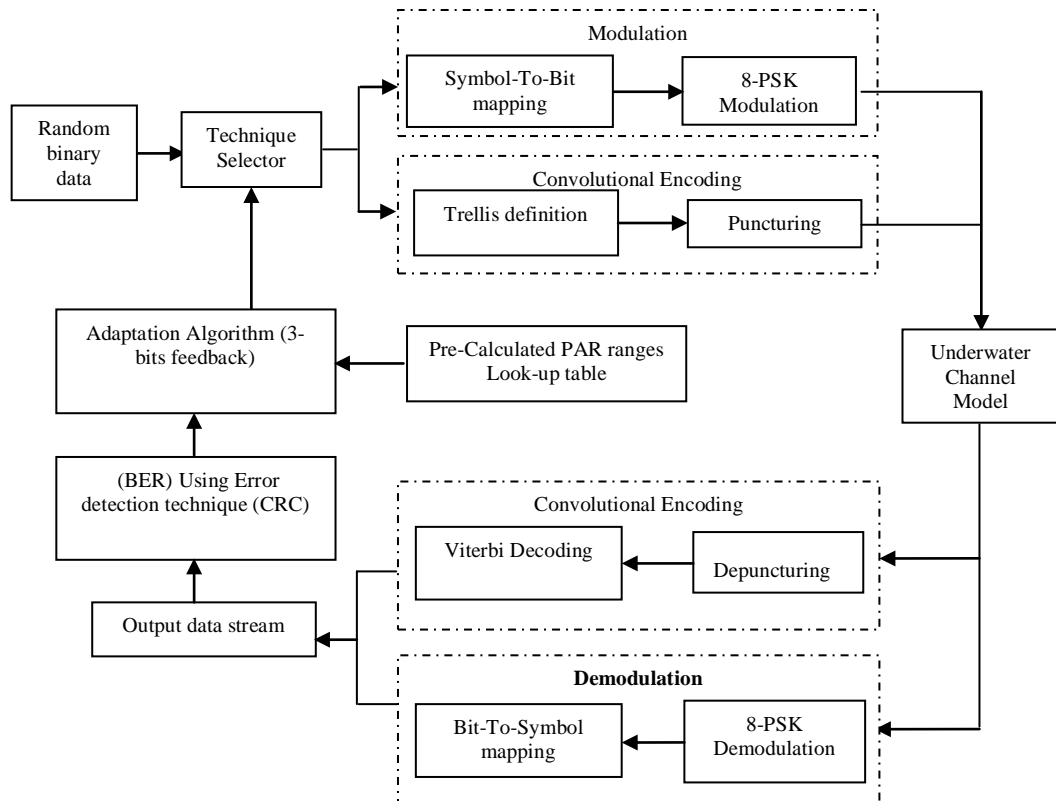 Modulation
Symbol-To-Bit
mapping
8-PSK
Modulation
Random
binary
data
Technique
Selector
Convolutional Encoding
Trellis definition
Puncturing
Adaptation Algorithm (3-
bits feedback)
Pre-Calculated PAR ranges
Look-up table
Underwater
Channel
Model
(BER) Using Error
detection technique (CRC)
Convolutional Encoding
Viterbi Decoding
Depuncturing
Output data stream
Demodulation
Bit-To-Symbol
mapping
8-PSK
Demodulation